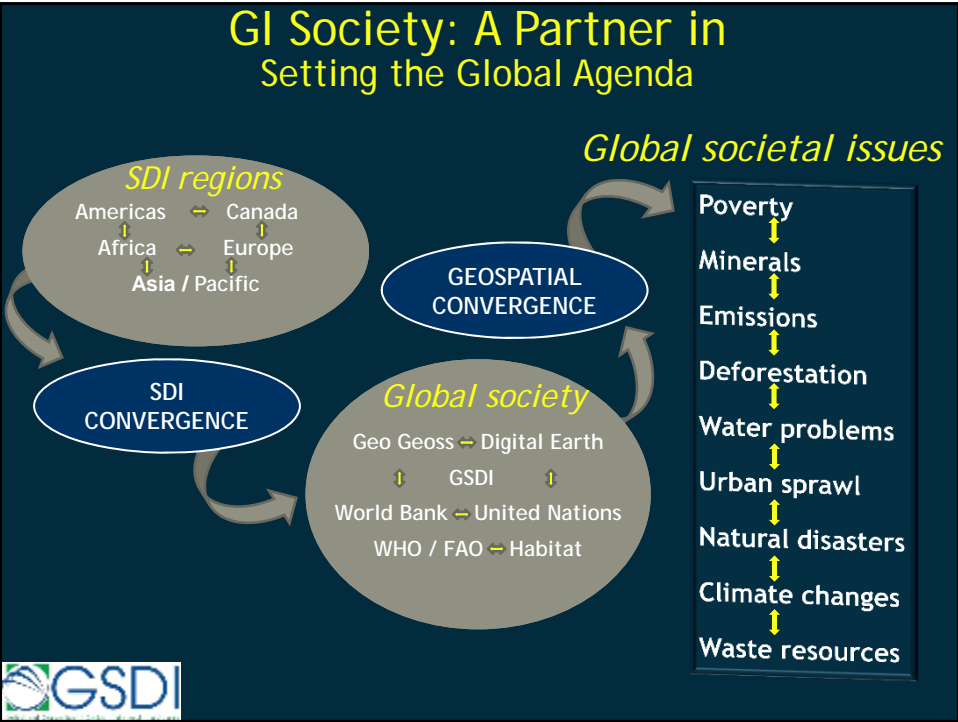 GI Society: A Partner in
Setting the Global Agenda
Global societal issues
SDI regions
Americas Canada
Africa Europe
Asia / Pacific
SDI
CONVERGENCE
Global society
Geo Geoss Digital Earth
GSDI
World Bank United Nations
WHO / FAO Habitat
GEOSPATIAL
CONVERGENCE
Poverty
Minerals
Emissions
Deforestation
Water problems
Urban sprawl
Natural disasters
Climate changes
Waste resources
GSDI